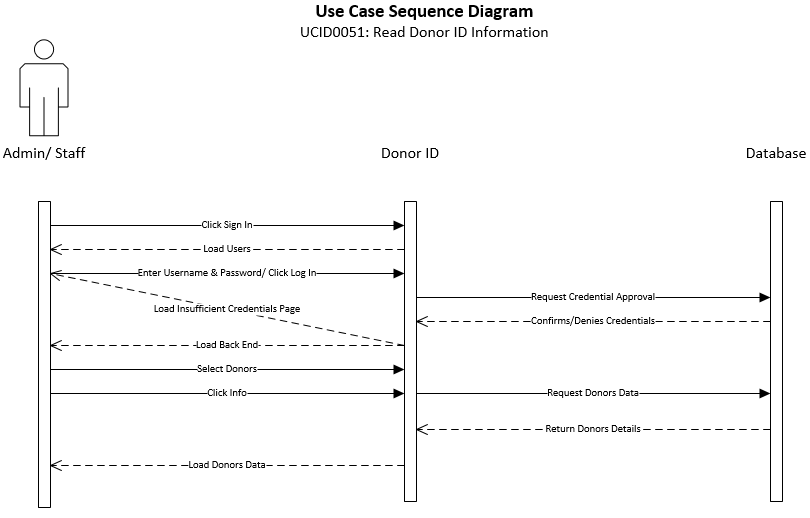 Use Case Sequence Diagram
UCID0051: Read Donor ID Information
Admin/ Staff
Donor ID
Database
Click Sign In
Load Users
Enter Username & Password/ Click Log In
Request Credential Approval
Load Insufficient Credentials Page
Confirms/Denies Credentials
Load Back End
Select Donors
Click Info
Request Donors Data
Return Donors Details
Load Donors Data